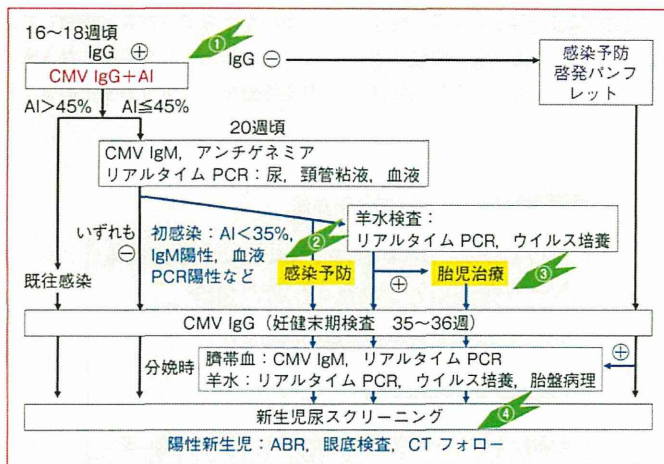 16〜18週頃
IgG ⊕
①
IgG ⊖
CMV IgG+AI
感染予防
啓発パンフ
レット
AI>45% AI≦45%
20週頃
CMV IgM, アンチゲネミア
リアルタイム PCR:尿, 頸管粘液, 血液
いずれも
⊖
初感染:AI<35%,
IgM陽性, 血液
PCR陽性など
②
感染予防
羊水検査:
リアルタイム PCR, ウイルス培養
⊕
胎児治療
③
既往感染
CMV IgG(妊健末期検査 35〜36週)
分娩時
臍帯血:CMV IgM, リアルタイム PCR
羊水:リアルタイム PCR, ウイルス培養, 胎盤病理
⊕
新生児尿スクリーニング
④
陽性新生児:ABR, 眼底検査, CT フォロー